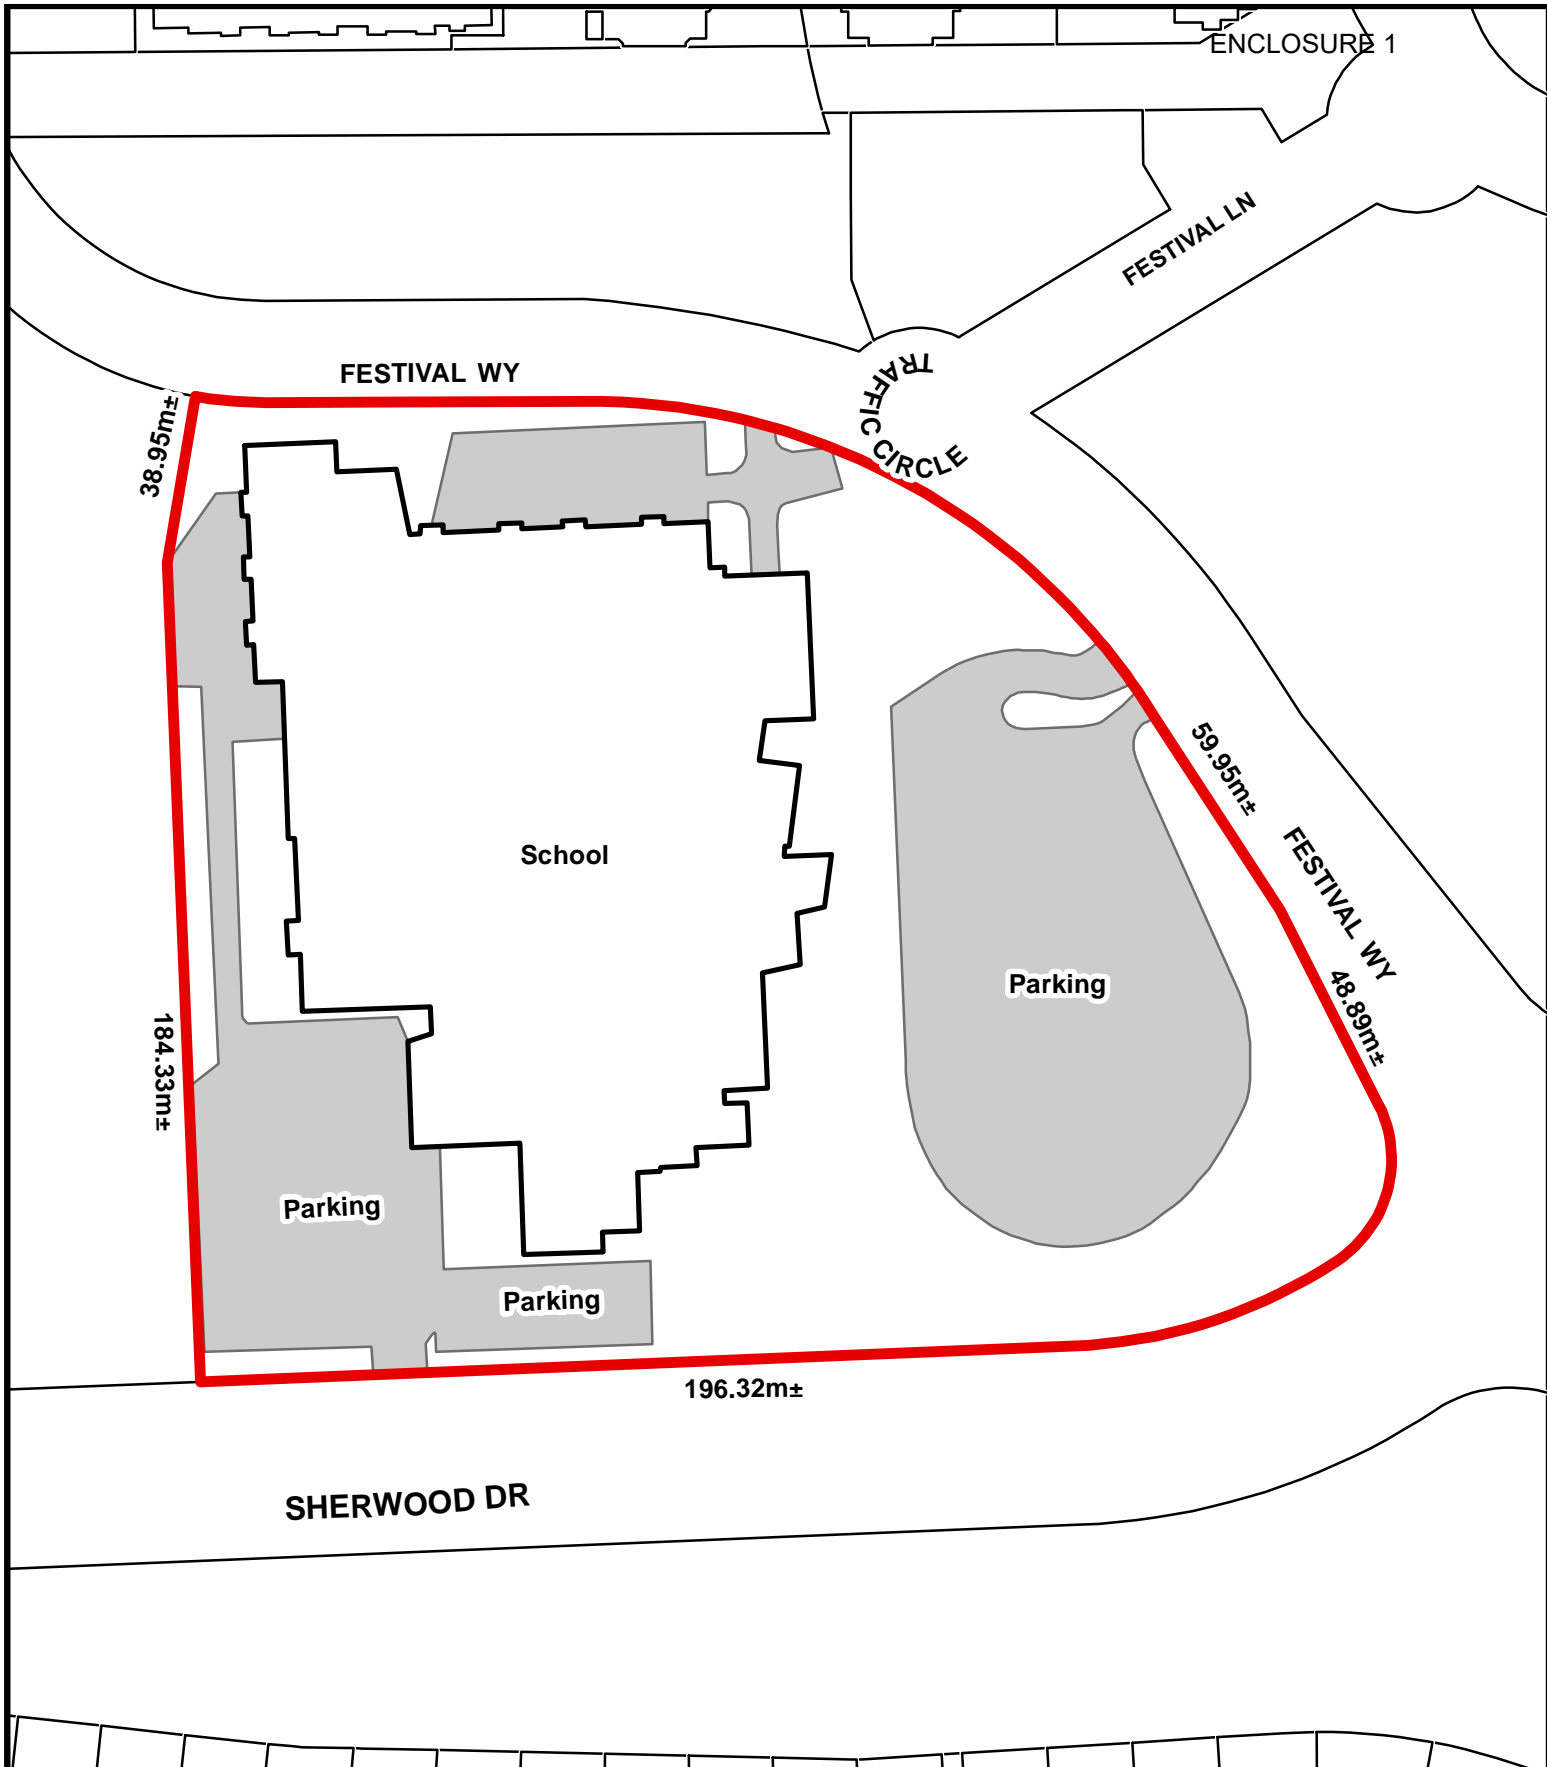 ENCLOSURE 1
FESTIVAL LN
FESTIVAL WY
TRAFFIC CIRCLE
38.95m±
59.95m±
FESTIVAL WY
School
48.89m±
Parking
184.33m±
Parking
Parking
196.32m±
SHERWOOD DR